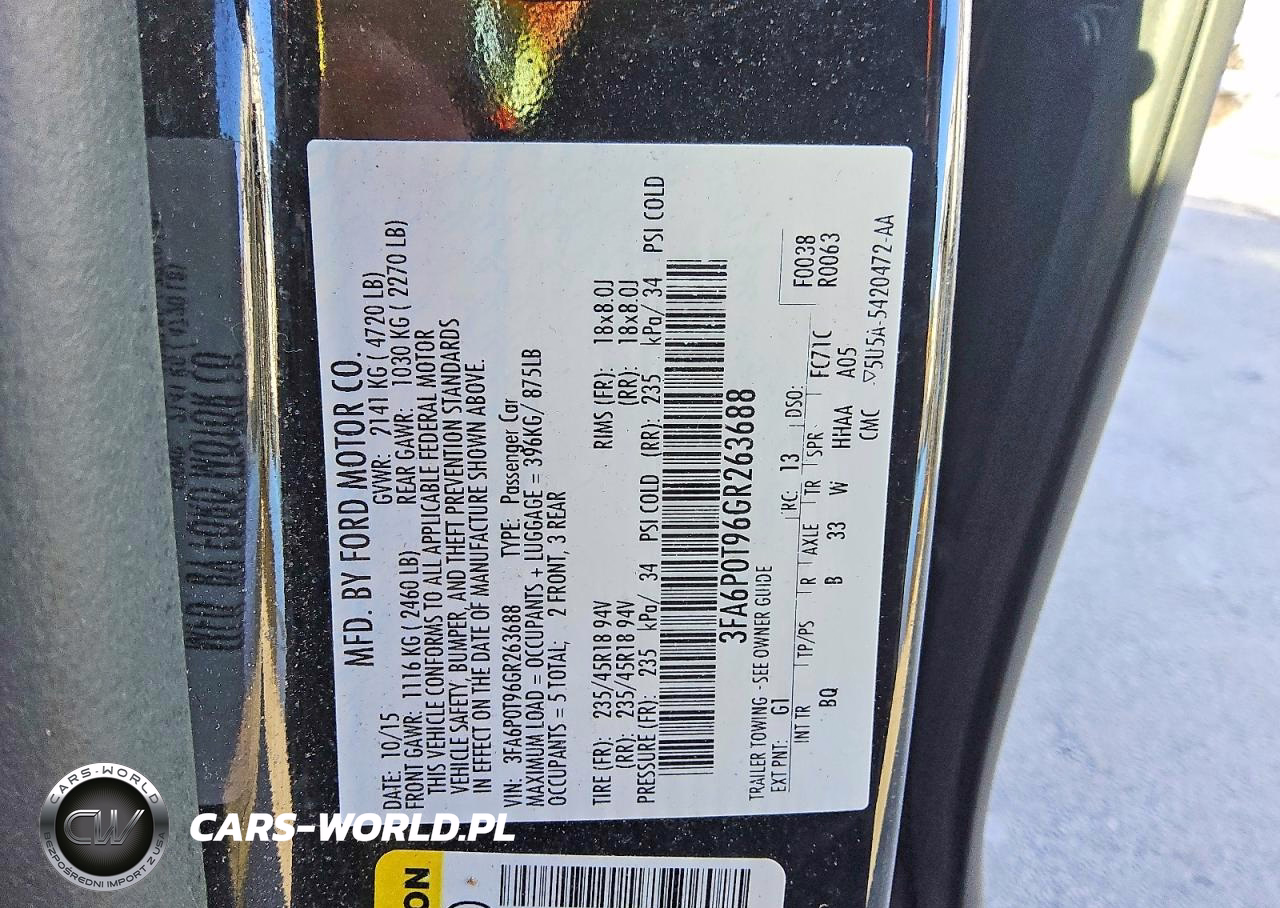 MFD. BY FORD MOTOR CO.
DATE: 10/15 GVWR: 2141 KG ( 4720 LB)
FRONT GAWR: 1116 KG ( 2460 LB) REAR GAWR: 1030 KG ( 2270 LB)
THIS VEHICLE CONFORMS TO ALL APPLICABLE FEDERAL MOTOR
VEHICLE SAFETY, BUMPER, AND THEFT PREVENTION STANDARDS
IN EFFECT ON THE DATE OF MANUFACTURE SHOWN ABOVE.
VIN: 3FA6P0T96GR263688 TYPE: Passenger Car
MAXIMUM LOAD = OCCUPANTS + LUGGAGE = 396KG/ 875LB
OCCUPANTS = 5 TOTAL; 2 FRONT, 3 REAR
TIRE (FR): 235/45R18 94V RIMS (FR): 18x8.0J
(RR): 235/45R18 94V (RR): 18x8.0J
PRESSURE (FR): 235 kPa/ 34 PSI COLD (RR): 235 kPa/ 34 PSI COLD
3FA6P0T96GR263688
TRAILER TOWING - SEE OWNER GUIDE
EXT PNT: G1 RC: 13 DSO: F0038
R0063
INT TR TP/PS R AXLE TR SPR FC71C
BQ B 33 W HHAA A05
CMC ▽5U5A-5420472-AA
ON
CARS-WORLD
CW
BEZPOŚREDNI IMPORT Z USA
CARS-WORLD.PL